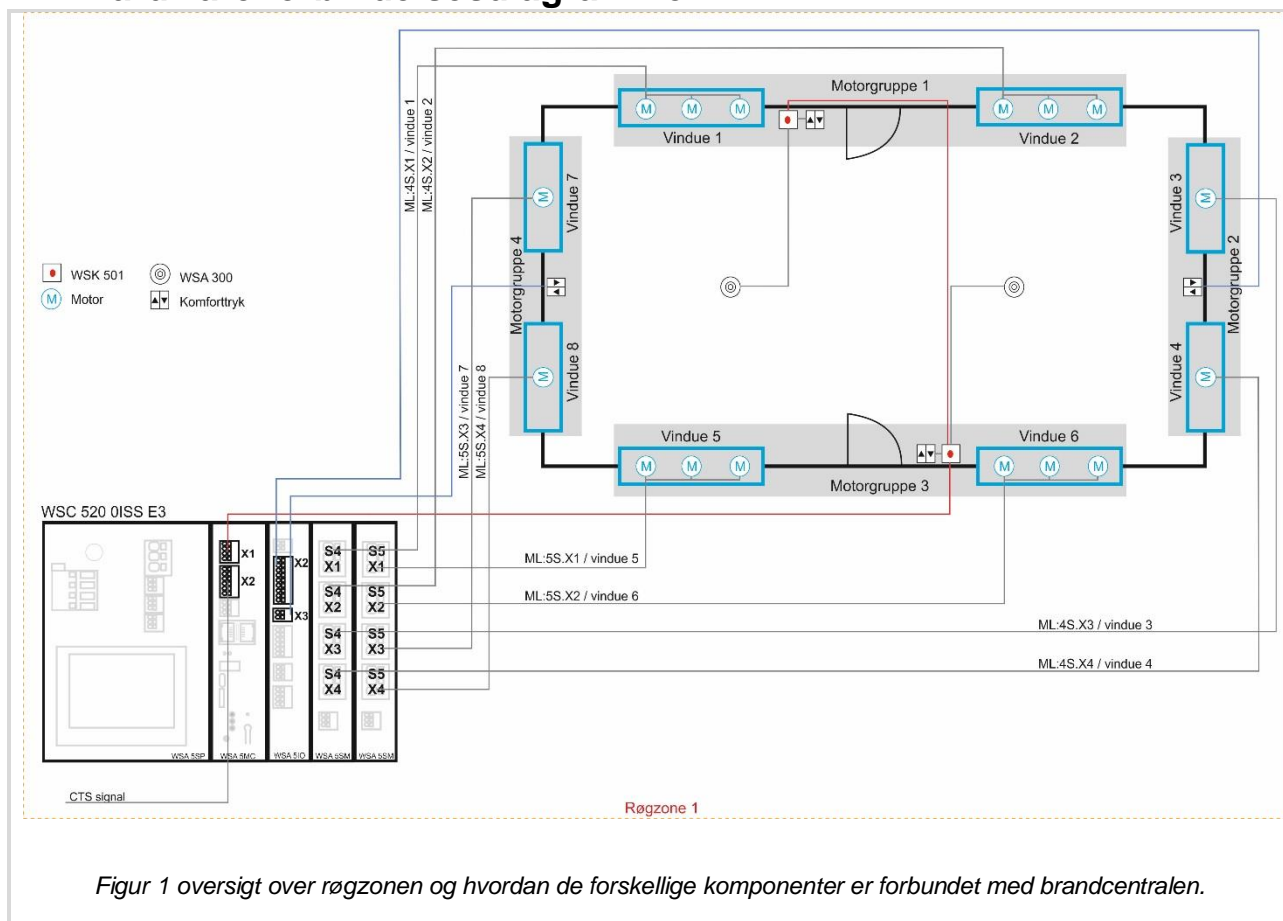 Motorgruppe 1
M M M
M M M
Vindue 1
Vindue 2
ML:4S.X1 / vindue 1
ML:4S.X2 / vindue 2
M
Vindue 7
Motorgruppe 4
M
Vindue 8
M
Vindue 3
Motorgruppe 2
M
Vindue 4
WSK 501
WSA 300
M Motor
Komforttryk
ML:5S.X3 / vindue 7
ML:5S.X4 / vindue 8
Vindue 5
Vindue 6
M M M
M M M
Motorgruppe 3
WSC 520 0ISS E3
X1
X2
X2
X3
S4
X1
S4
X2
S4
X3
S4
X4
S5
X1
S5
X2
S5
X3
S5
X4
ML:5S.X1 / vindue 5
ML:5S.X2 / vindue 6
ML:4S.X3 / vindue 3
ML:4S.X4 / vindue 4
WSA 5SP
WSA 5MC
WSA 5IO
WSA 5SM
WSA 5SM
CTS signal
Røgzone 1
Figur 1 oversigt over røgzonen og hvordan de forskellige komponenter er forbundet med brandcentralen.